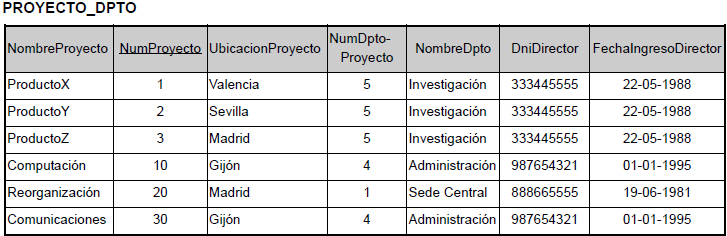 PROYECTO_DPTO
NombreProyecto NumProyecto UbicacionProyecto NumDpto-Proyecto NombreDpto DniDirector FechaIngresoDirector
ProductoX 1 Valencia 5 Investigación 333445555 22-05-1988
ProductoY 2 Sevilla 5 Investigación 333445555 22-05-1988
ProductoZ 3 Madrid 5 Investigación 333445555 22-05-1988
Computación 10 Gijón 4 Administración 987654321 01-01-1995
Reorganización 20 Madrid 1 Sede Central 888665555 19-06-1981
Comunicaciones 30 Gijón 4 Administración 987654321 01-01-1995